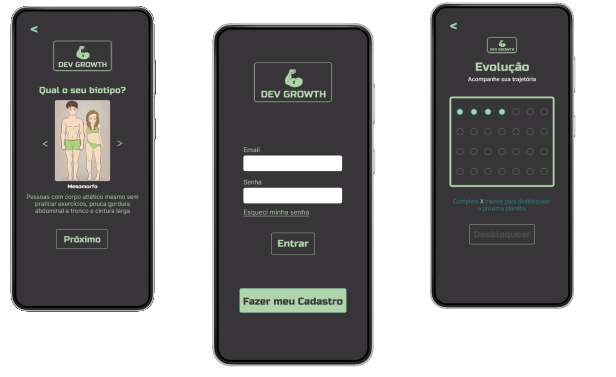 <
DEV GROWTH
Qual o seu biotipo?
<
>
Mesomorfo
Pessoas com corpo atlético mesmo sem
praticar exercícios, pouca gordura
abdominal e tronco e cintura larga
Próximo
DEV GROWTH
Email
Senha
Esqueci minha senha
Entrar
Fazer meu Cadastro
<
DEV GROWTH
Evolução
Acompanhe sua trajetória
Complete X treinos para desbloquear
a próxima planilha
Desbloquear